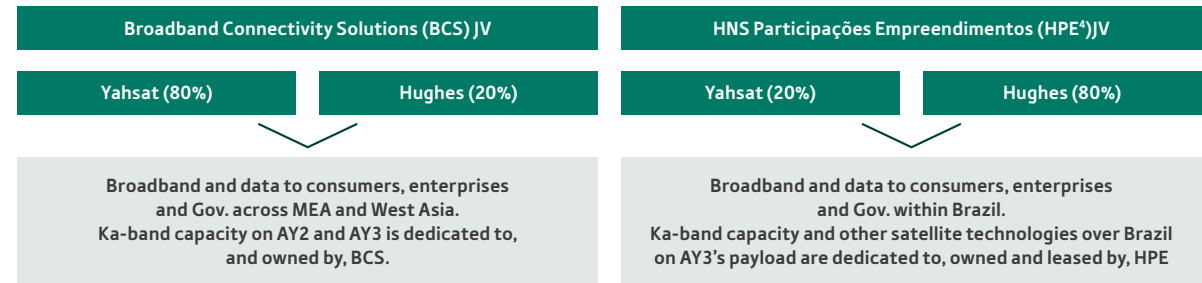 Broadband Connectivity Solutions (BCS) JV
Yahsat (80%)
Hughes (20%)
Broadband and data to consumers, enterprises
and Gov. across MEA and West Asia.
Ka-band capacity on AY2 and AY3 is dedicated to,
and owned by, BCS.
HNS Participações Empreendimentos (HPE⁴)JV
Yahsat (20%)
Hughes (80%)
Broadband and data to consumers, enterprises
and Gov. within Brazil.
Ka-band capacity and other satellite technologies over Brazil
on AY3’s payload are dedicated to, owned and leased by, HPE